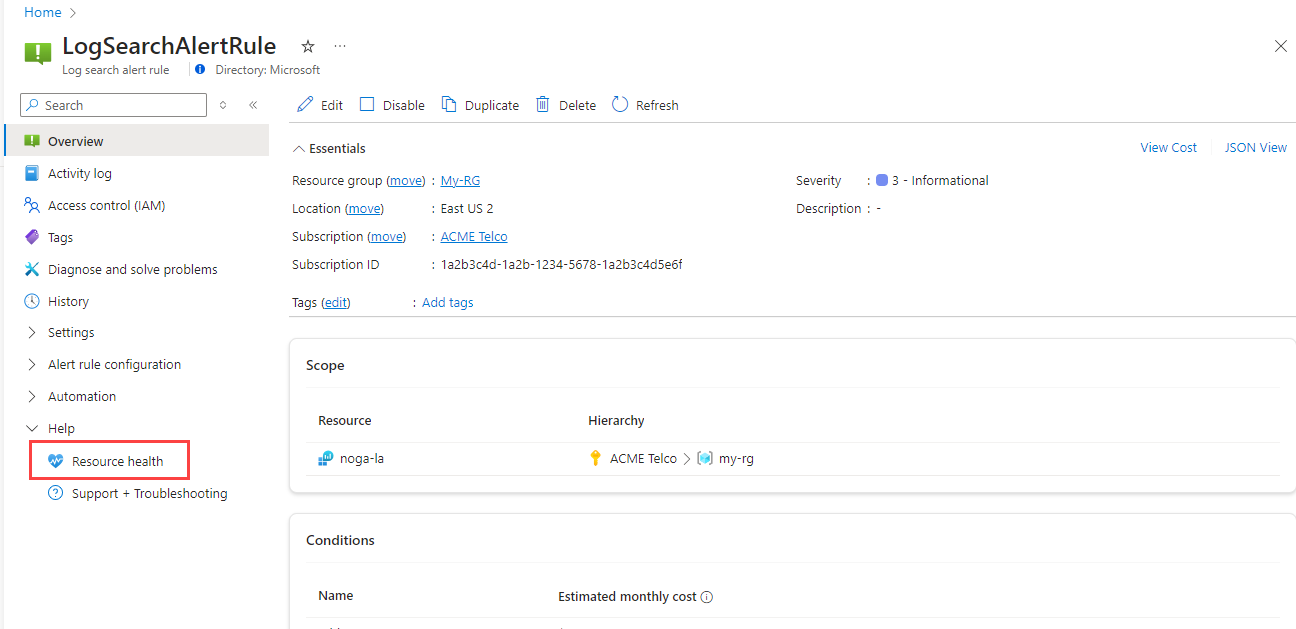 Home
LogSearchAlertRule
Log search alert rule
Directory: Microsoft
Search
Overview
Activity log
Access control (IAM)
Tags
Diagnose and solve problems
History
Settings
Alert rule configuration
Automation
Help
Resource health
Support + Troubleshooting
Edit
Disable
Duplicate
Delete
Refresh
Essentials
View Cost
JSON View
Resource group (move) : My-RG
Location (move) : East US 2
Subscription (move) : ACME Telco
Subscription ID : 1a2b3c4d-1a2b-1234-5678-1a2b3c4d5e6f
Severity : 3 - Informational
Description : -
Tags (edit) : Add tags
Scope
Resource Hierarchy
noga-la ACME Telco > my-rg
Conditions
Name Estimated monthly cost